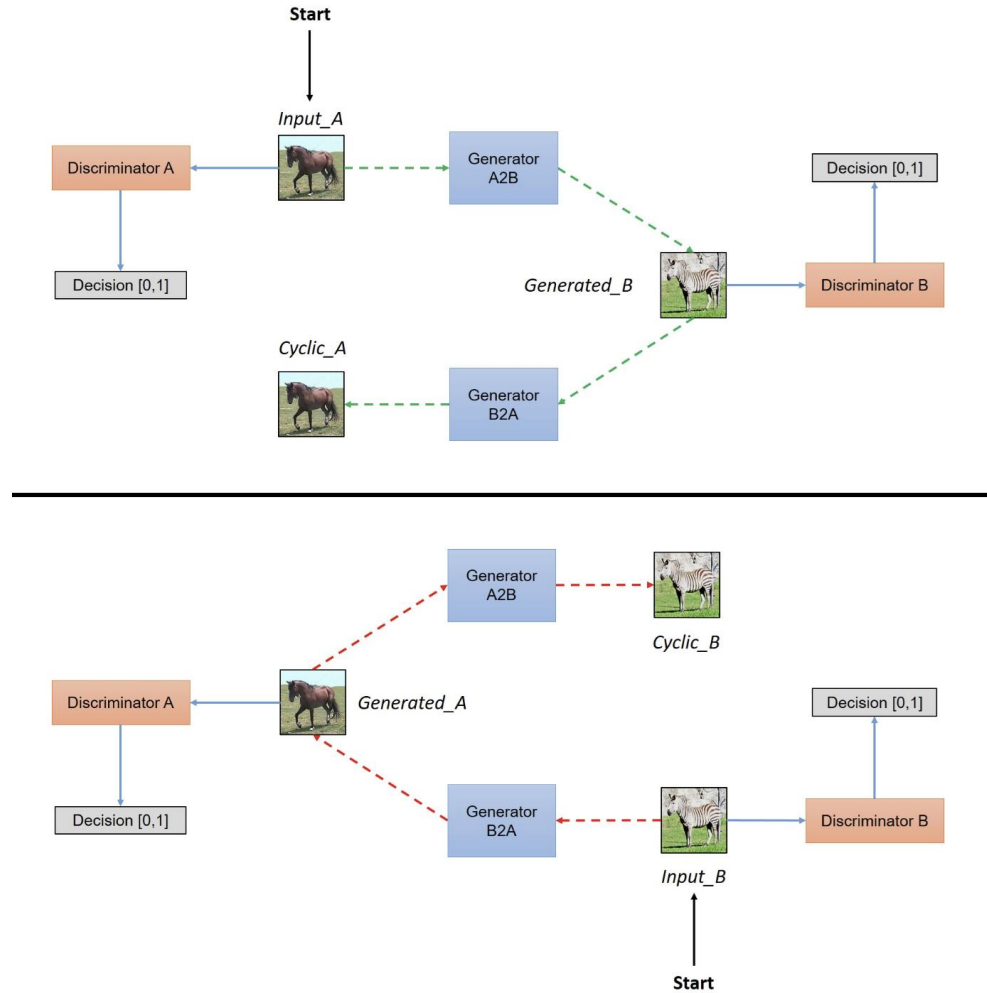 Start
Input_A
Discriminator A
Generator
A2B
Decision [0,1]
Decision [0,1]
Generated_B
Discriminator B
Cyclic_A
Generator
B2A
Generator
A2B
Cyclic_B
Discriminator A
Generated_A
Decision [0,1]
Decision [0,1]
Generator
B2A
Discriminator B
Input_B
Start